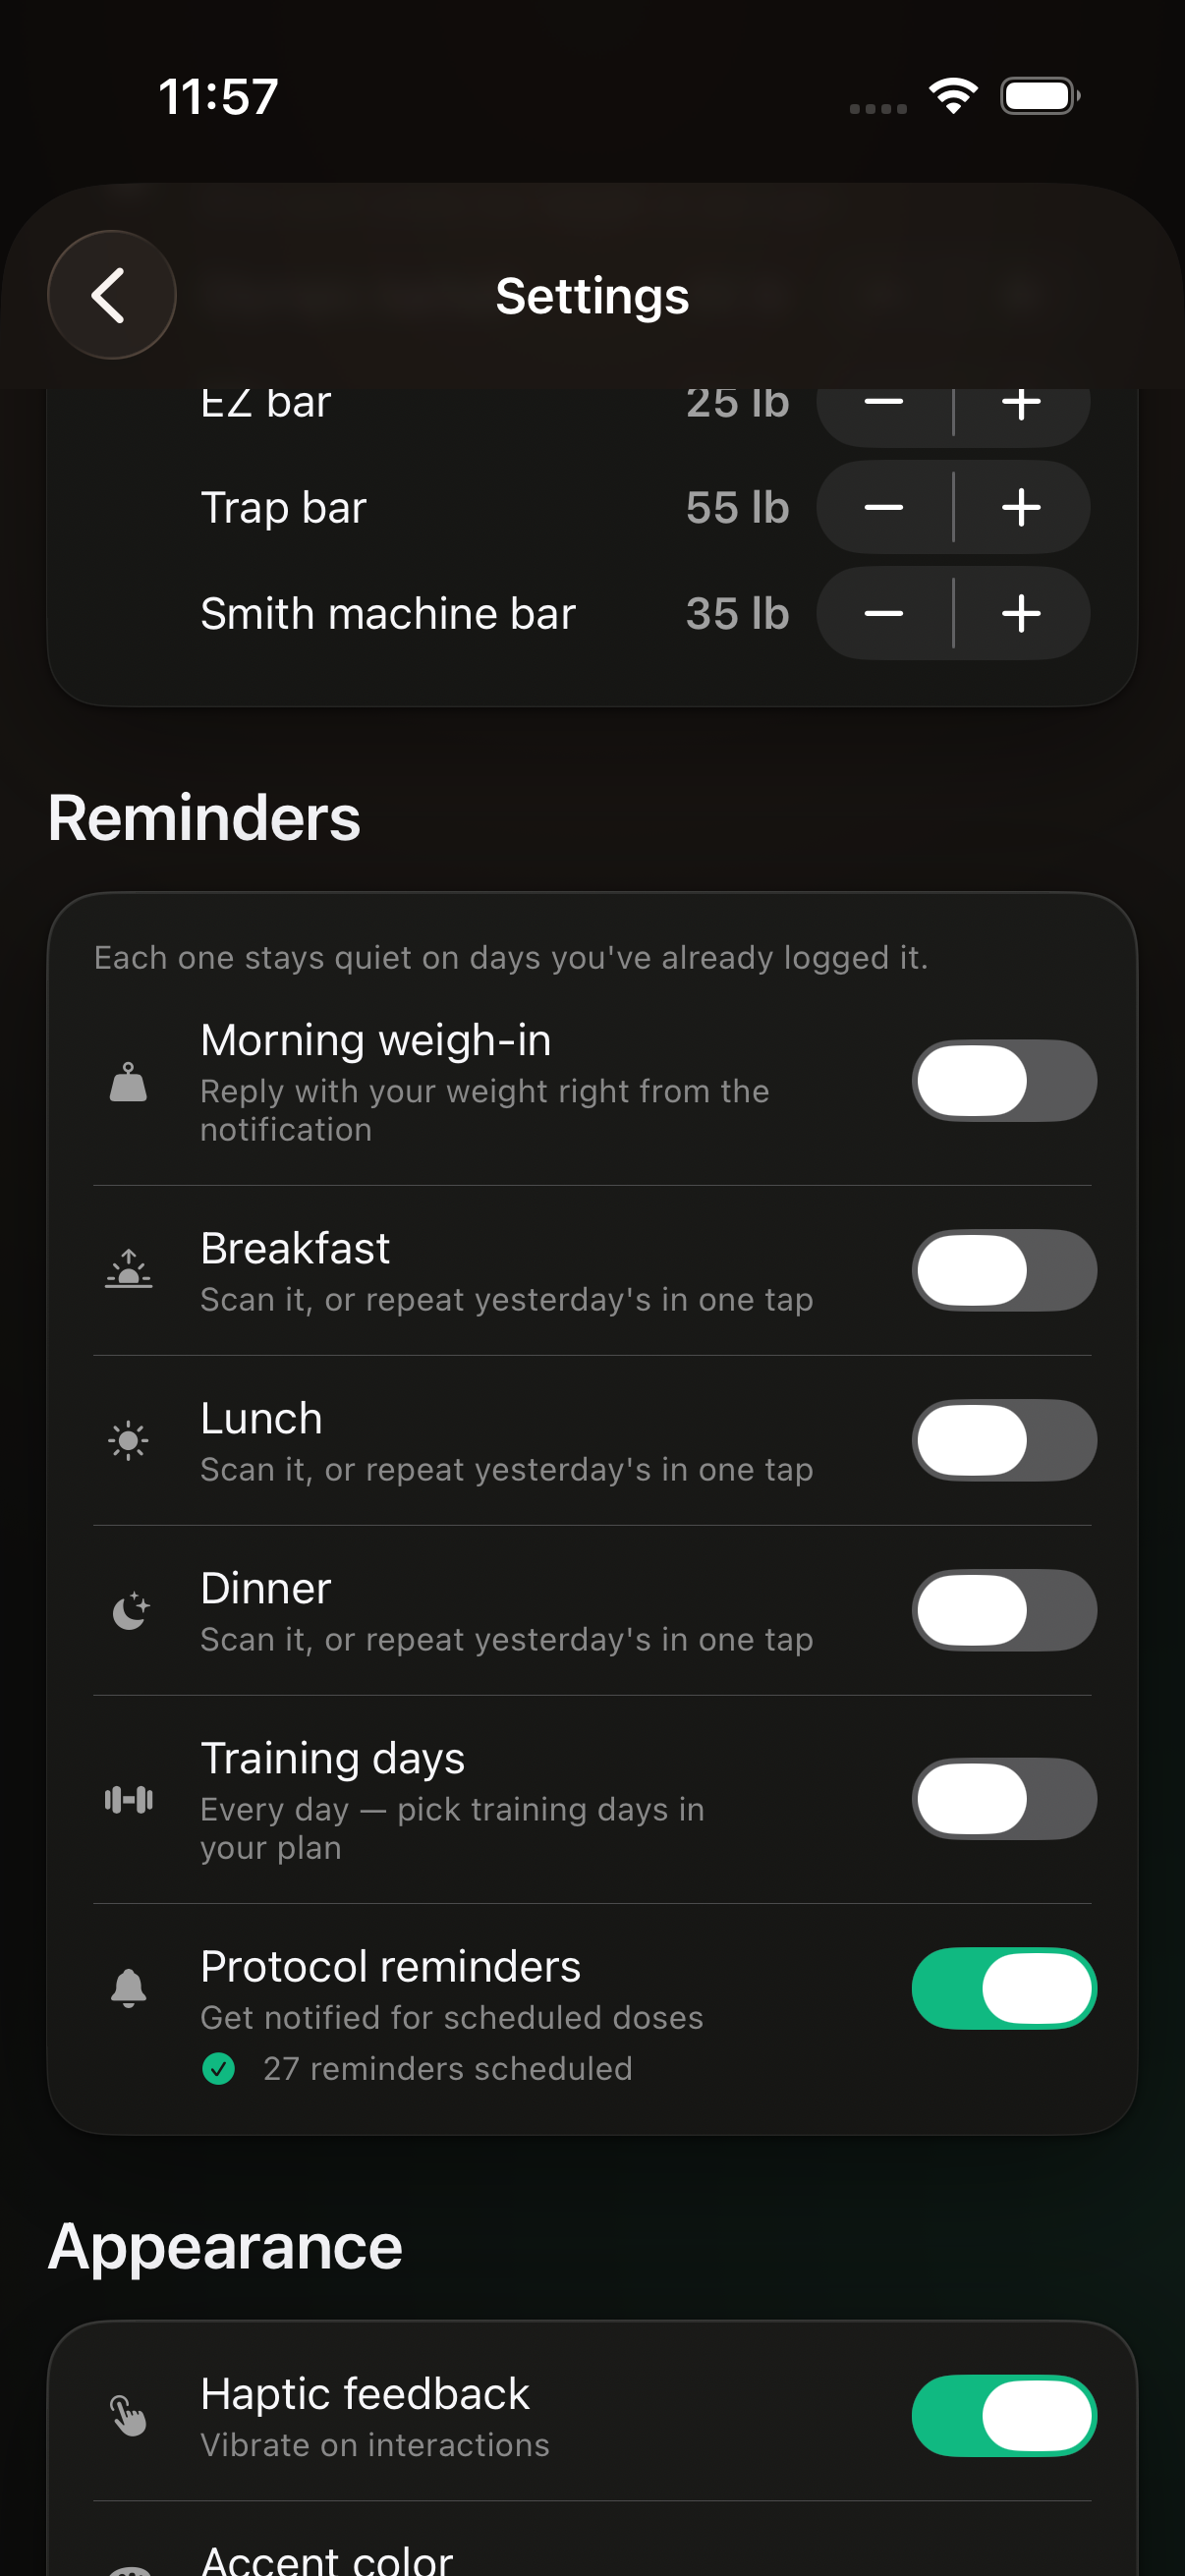 11:57
Settings
EZ bar 25 lb
Trap bar 55 lb
Smith machine bar 35 lb
Reminders
Each one stays quiet on days you've already logged it.
Morning weigh-in
Reply with your weight right from the
notification
Breakfast
Scan it, or repeat yesterday's in one tap
Lunch
Scan it, or repeat yesterday's in one tap
Dinner
Scan it, or repeat yesterday's in one tap
Training days
Every day — pick training days in
your plan
Protocol reminders
Get notified for scheduled doses
27 reminders scheduled
Appearance
Haptic feedback
Vibrate on interactions
Accent color